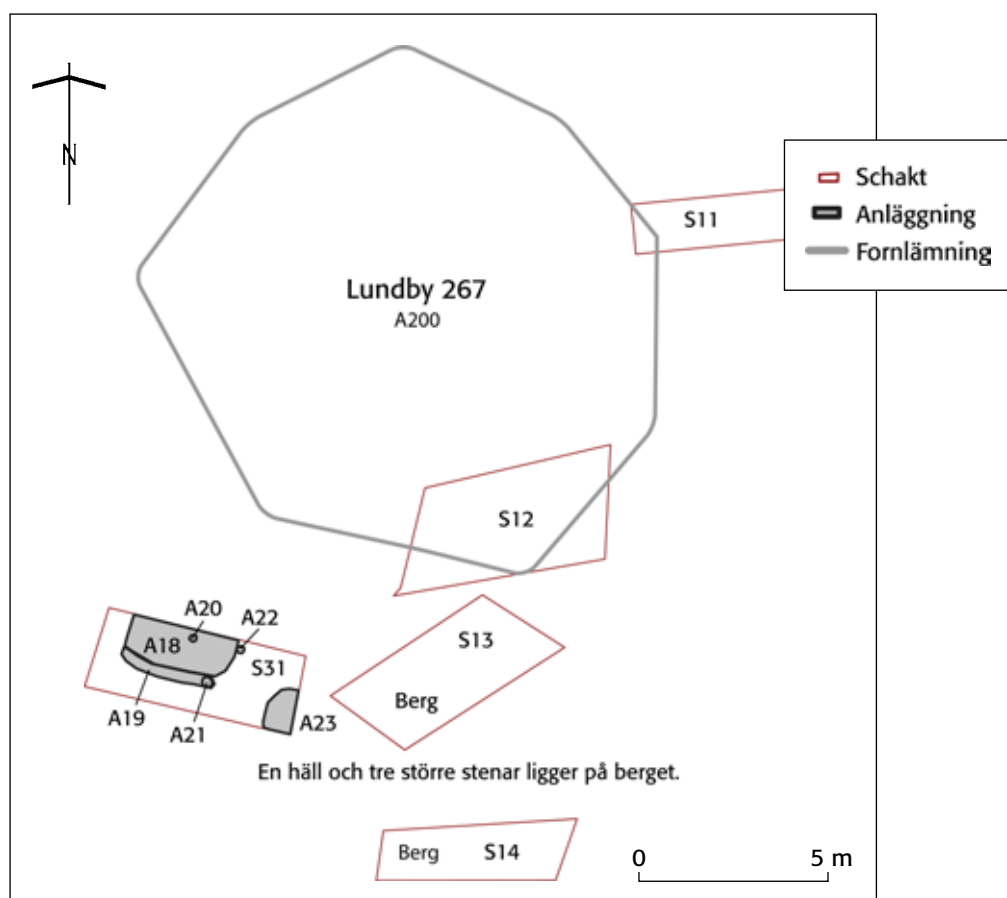 N
Schakt
Anläggning
Fornlämning
S11
Lundby 267
A200
S12
A20
A22
A18
S31
A19
A21
A23
S13
Berg
En häll och tre större stenar ligger på berget.
Berg
S14
0
5 m